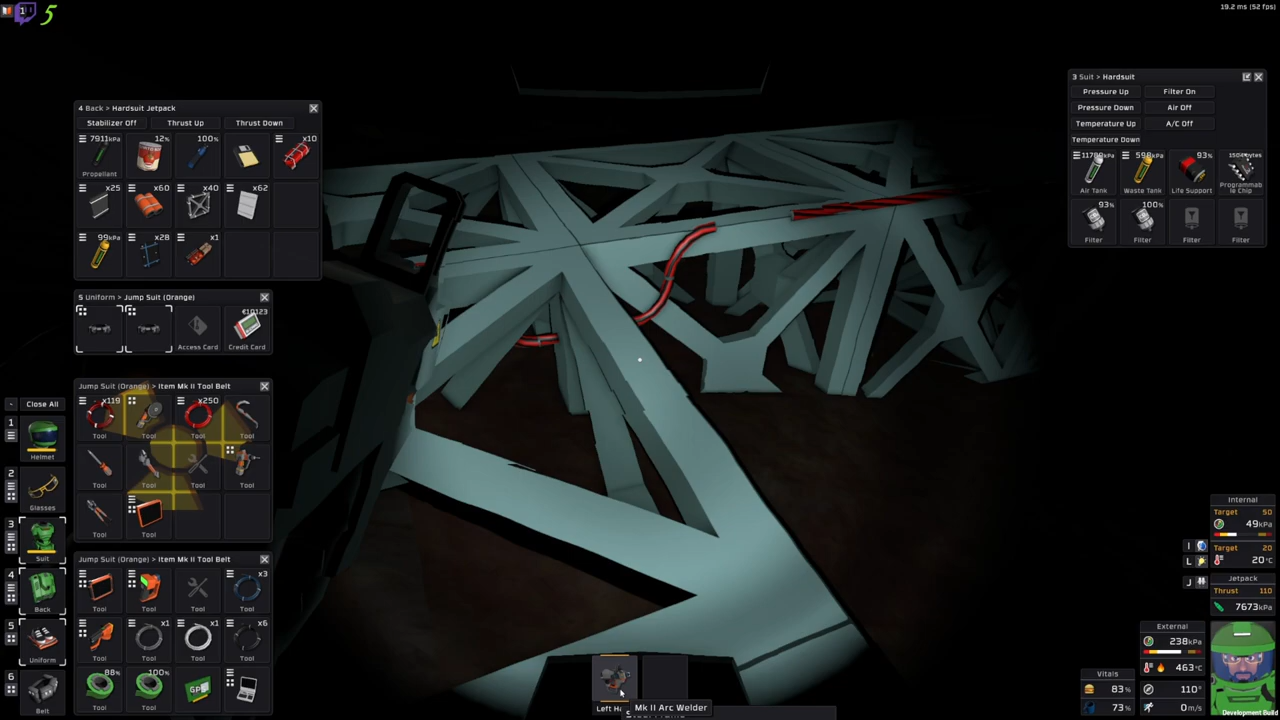 1
5
19.2 ms (52 fps)
4 Back > Hardsuit Jetpack
Stabilizer Off Thrust Up Thrust Down
7911kPa 12% 100% x10
Propellant
x25 x60 x40 x62
99kPa x28 x1
5 Uniform > Jump Suit (Orange)
€10123
Access Card Credit Card
Jump Suit (Orange) > Item Mk II Tool Belt
x119 x250
Tool Tool Tool Tool
Tool Tool Tool Tool
Tool Tool
Jump Suit (Orange) > Item Mk II Tool Belt
x3
Tool Tool Tool Tool
x1 x1 x6
Tool Tool Tool Tool
88% 100% GP
Tool Tool Tool Tool
~ Close All
1
Helmet
2
Glasses
3
Suit
4
Back
5
Uniform
6
Belt
3 Suit > Hardsuit
Pressure Up Filter On
Pressure Down Air Off
Temperature Up A/C Off
Temperature Down
598kPa 93%
Air Tank Waste Tank Life Support Programmab
le Chip
93% 100%
Filter Filter Filter Filter
Mk II Arc Welder
Internal
Target 50
49kPa
Target 20
20°C
I
L
J
Jetpack
Thrust 110
7673kPa
External
238kPa
463°C
110°
0m/s
Vitals
83%
73%
Development Build